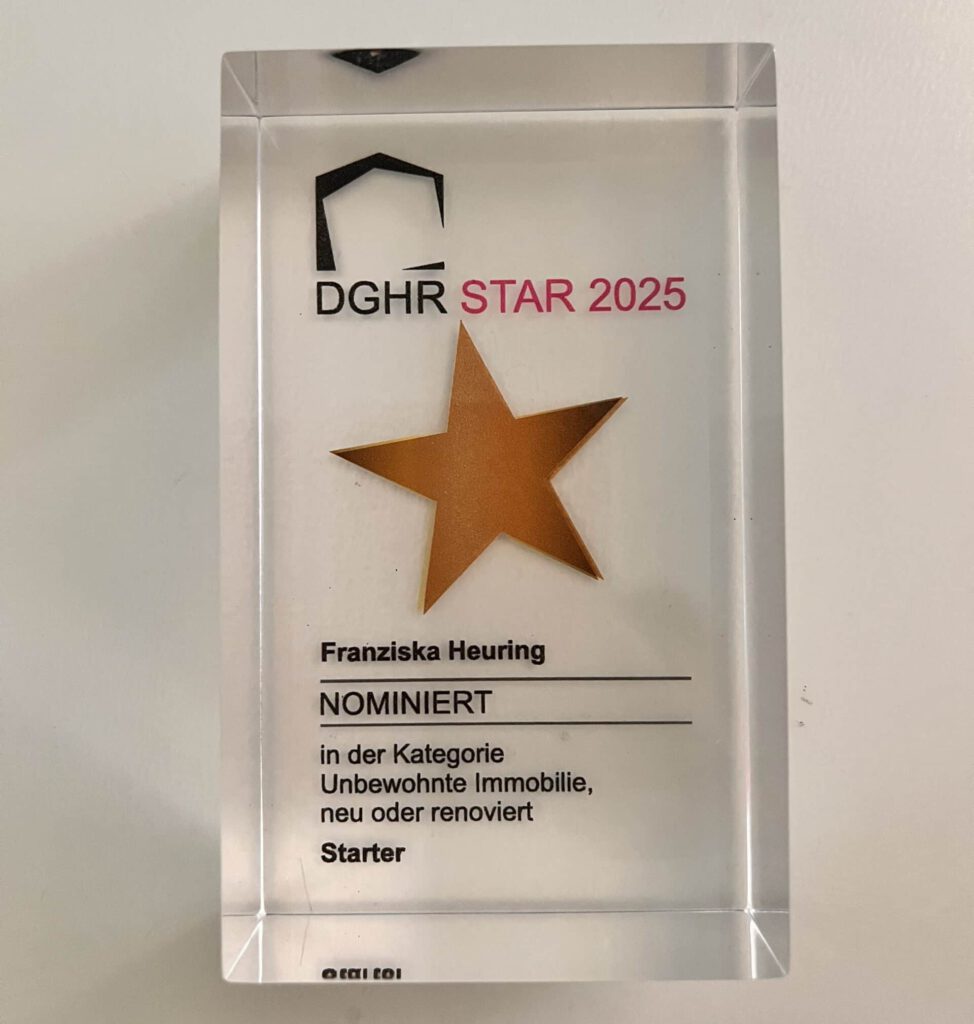 DGHR STAR 2025
Franziska Heuring
NOMINIERT
in der Kategorie
Unbewohnte Immobilie,
neu oder renoviert
Starter